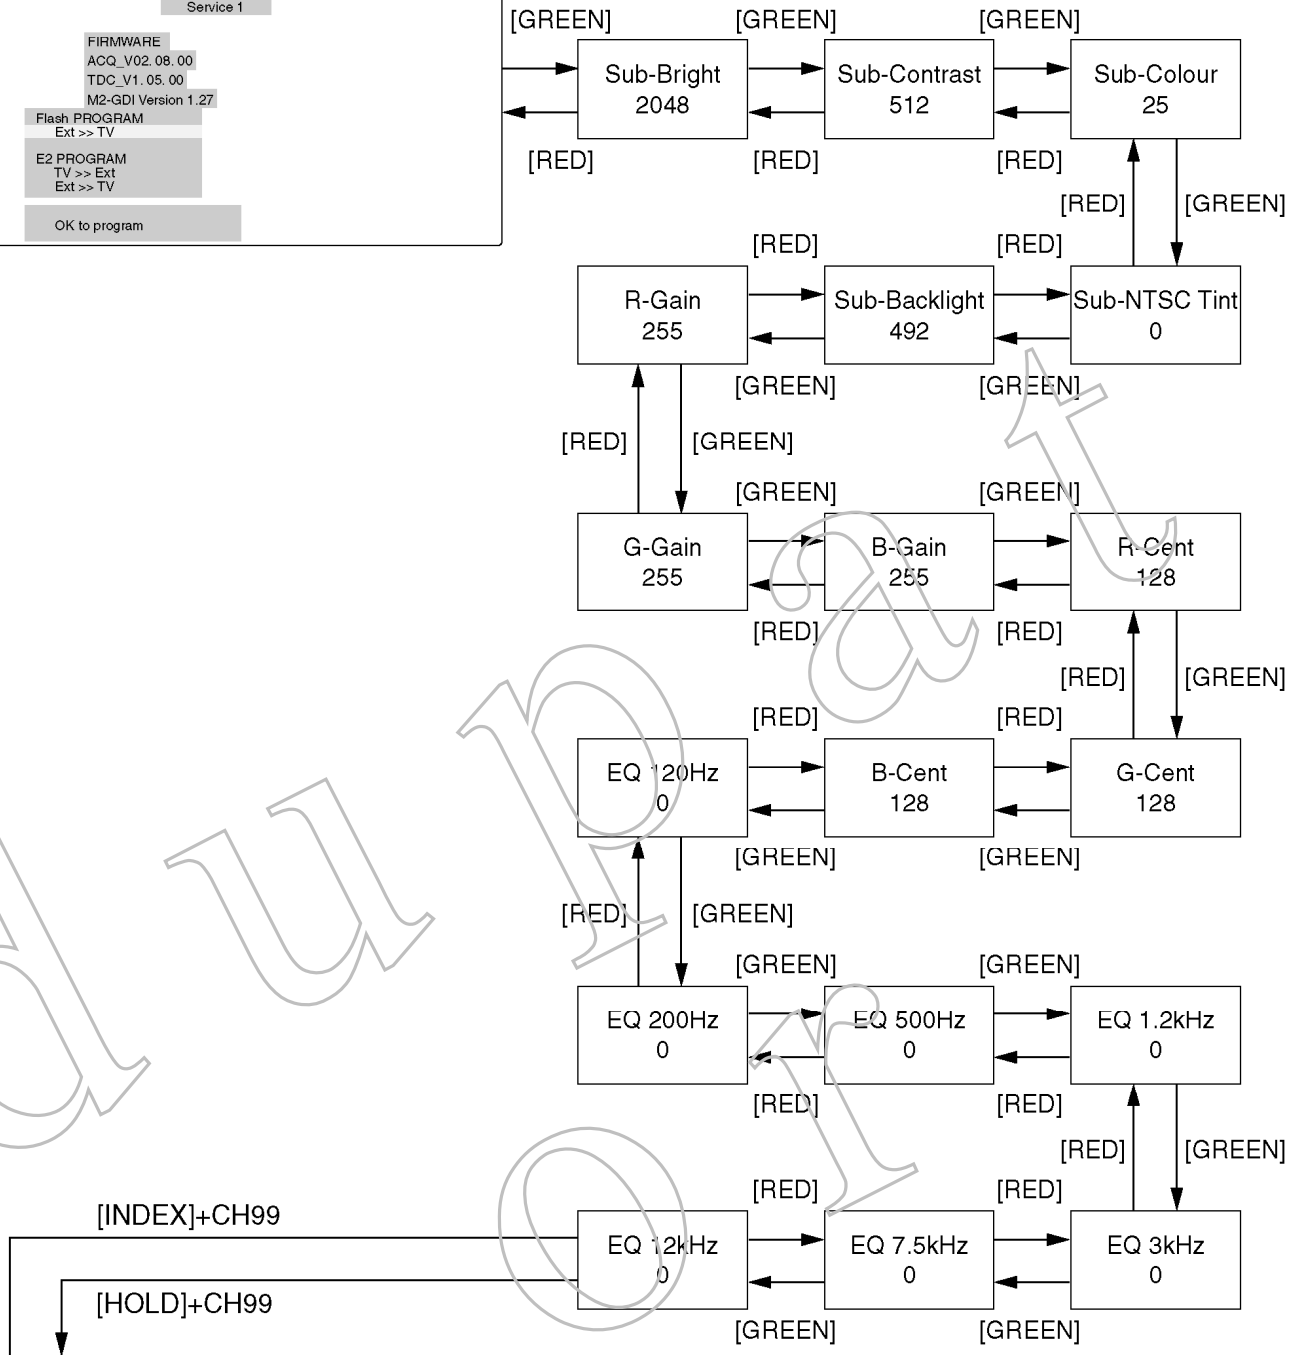 Service 1
FIRMWARE
ACQ_V02. 08. 00
TDC_V1. 05. 00
M2-GDI Version 1.27
Flash PROGRAM
Ext >> TV
E2 PROGRAM
TV >> Ext
Ext >> TV
OK to program
[GREEN] [GREEN] [GREEN]
Sub-Bright Sub-Contrast Sub-Colour
2048 512 25
[RED] [RED] [RED]
[RED] [GREEN]
[RED] [RED]
R-Gain Sub-Backlight Sub-NTSC Tint
255 492 0
[GREEN] [GREEN]
[RED] [GREEN]
[GREEN] [GREEN]
G-Gain B-Gain R-Cent
255 255 128
[RED] [RED]
[RED] [GREEN]
[RED] [RED]
EQ 120Hz B-Cent G-Cent
0 128 128
[GREEN] [GREEN]
[RED] [GREEN]
[GREEN] [GREEN]
EQ 200Hz EQ 500Hz EQ 1.2kHz
0 0 0
[RED] [RED]
[RED] [GREEN]
[RED] [RED]
[INDEX]+CH99
EQ 12kHz EQ 7.5kHz EQ 3kHz
0 0 0
[HOLD]+CH99
[GREEN] [GREEN]
dupator